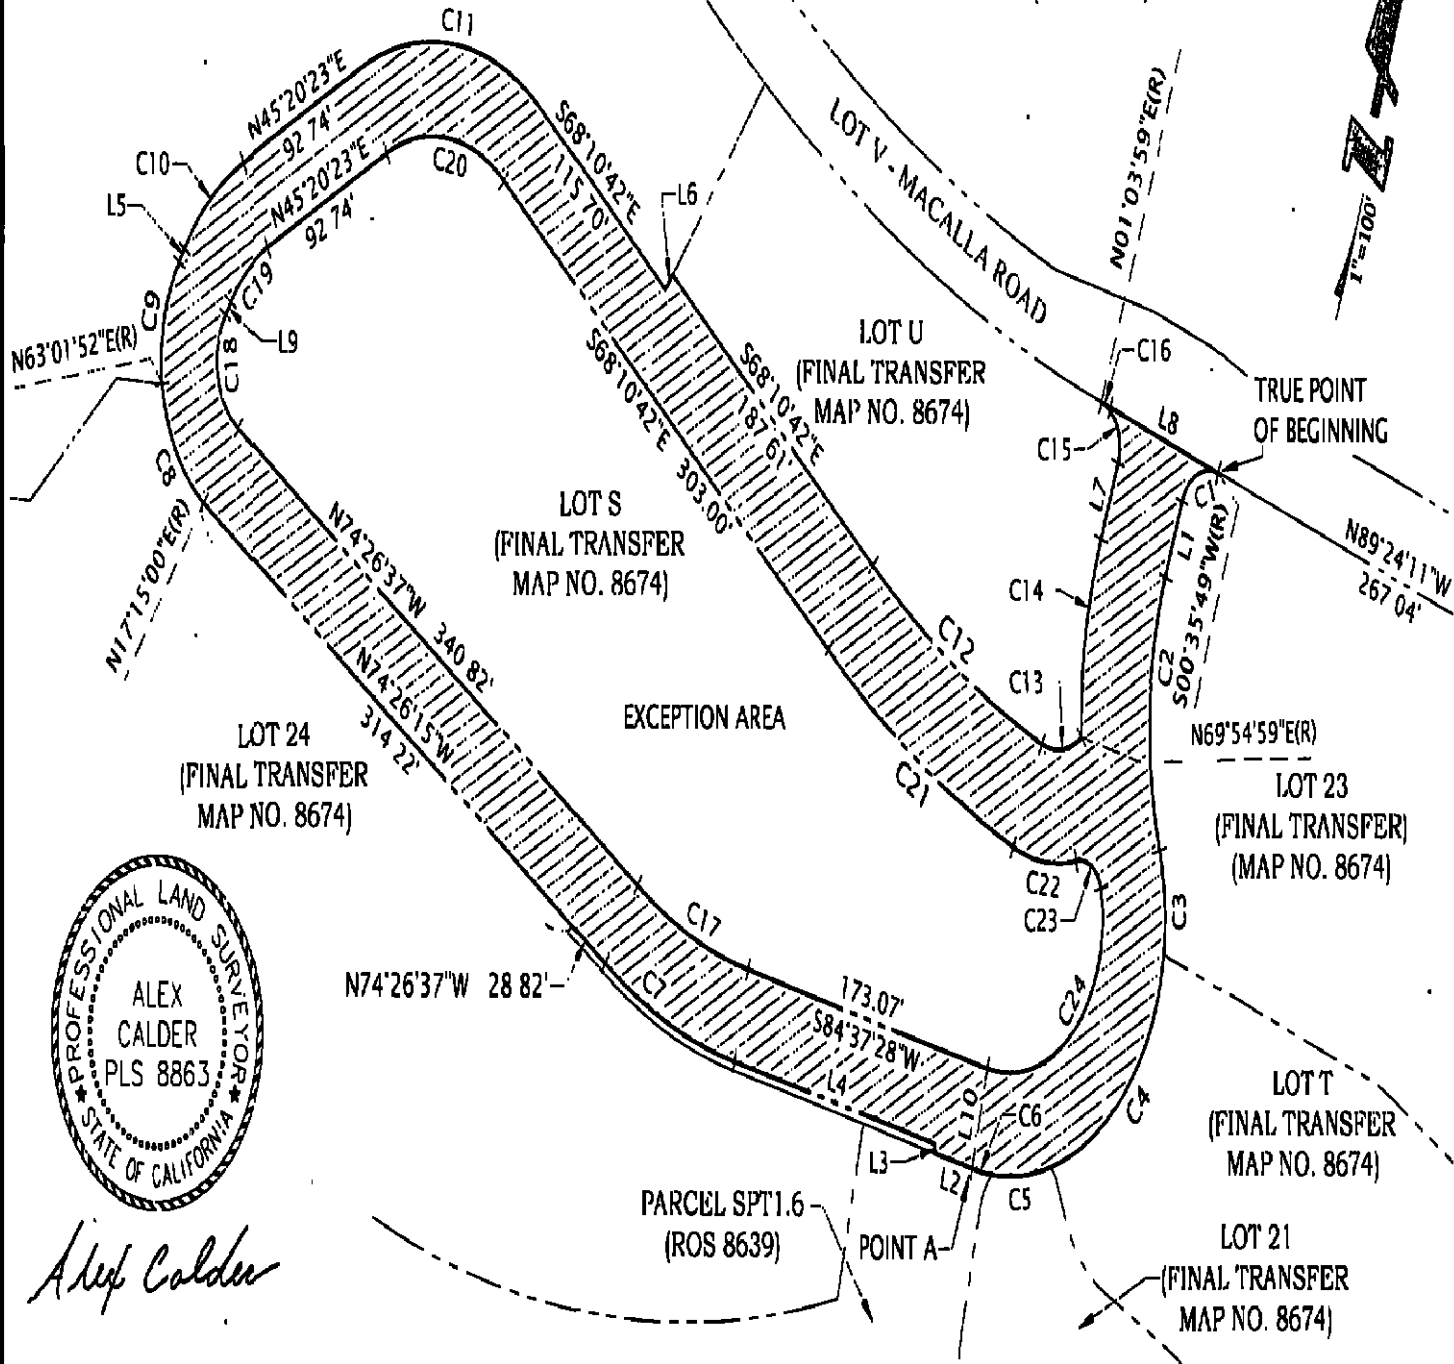 C11
N45°20'23"E
92 74'
C10
L5
N45°20'23"E
92 74'
C20
S68°10'42"E
115 70'
L6
LOT V - MACALLA ROAD
N01°03'59"E(R)
1"=100'
C9
C19
N63°01'52"E(R)
C18
L9
C8
N17°15'00"E(R)
LOT U
(FINAL TRANSFER
MAP NO. 8674)
S68°10'42"E
187 61'
S68°10'42"E
303.00'
C16
L8
TRUE POINT
OF BEGINNING
C15
C1
L7
L1
S00°35'49"W(R)
N89°24'11"W
267 04'
LOT S
(FINAL TRANSFER
MAP NO. 8674)
N74°26'37"W
340 82'
N74°26'15"W
314 22'
C14
C2
C12
C13
N69°54'59"E(R)
EXCEPTION AREA
C21
LOT 24
(FINAL TRANSFER
MAP NO. 8674)
LOT 23
(FINAL TRANSFER)
(MAP NO. 8674)
C22
C23
C3
C17
N74°26'37"W 28 82'
C7
173.07'
S84°37'28"W
C24
L4
L10
C6
C4
L3
L2
C5
LOT T
(FINAL TRANSFER
MAP NO. 8674)
PARCEL SPT1.6
(ROS 8639)
POINT A
LOT 21
(FINAL TRANSFER
MAP NO. 8674)
PROFESSIONAL LAND SURVEYOR
ALEX
CALDER
PLS 8863
STATE OF CALIFORNIA
Alex Calder